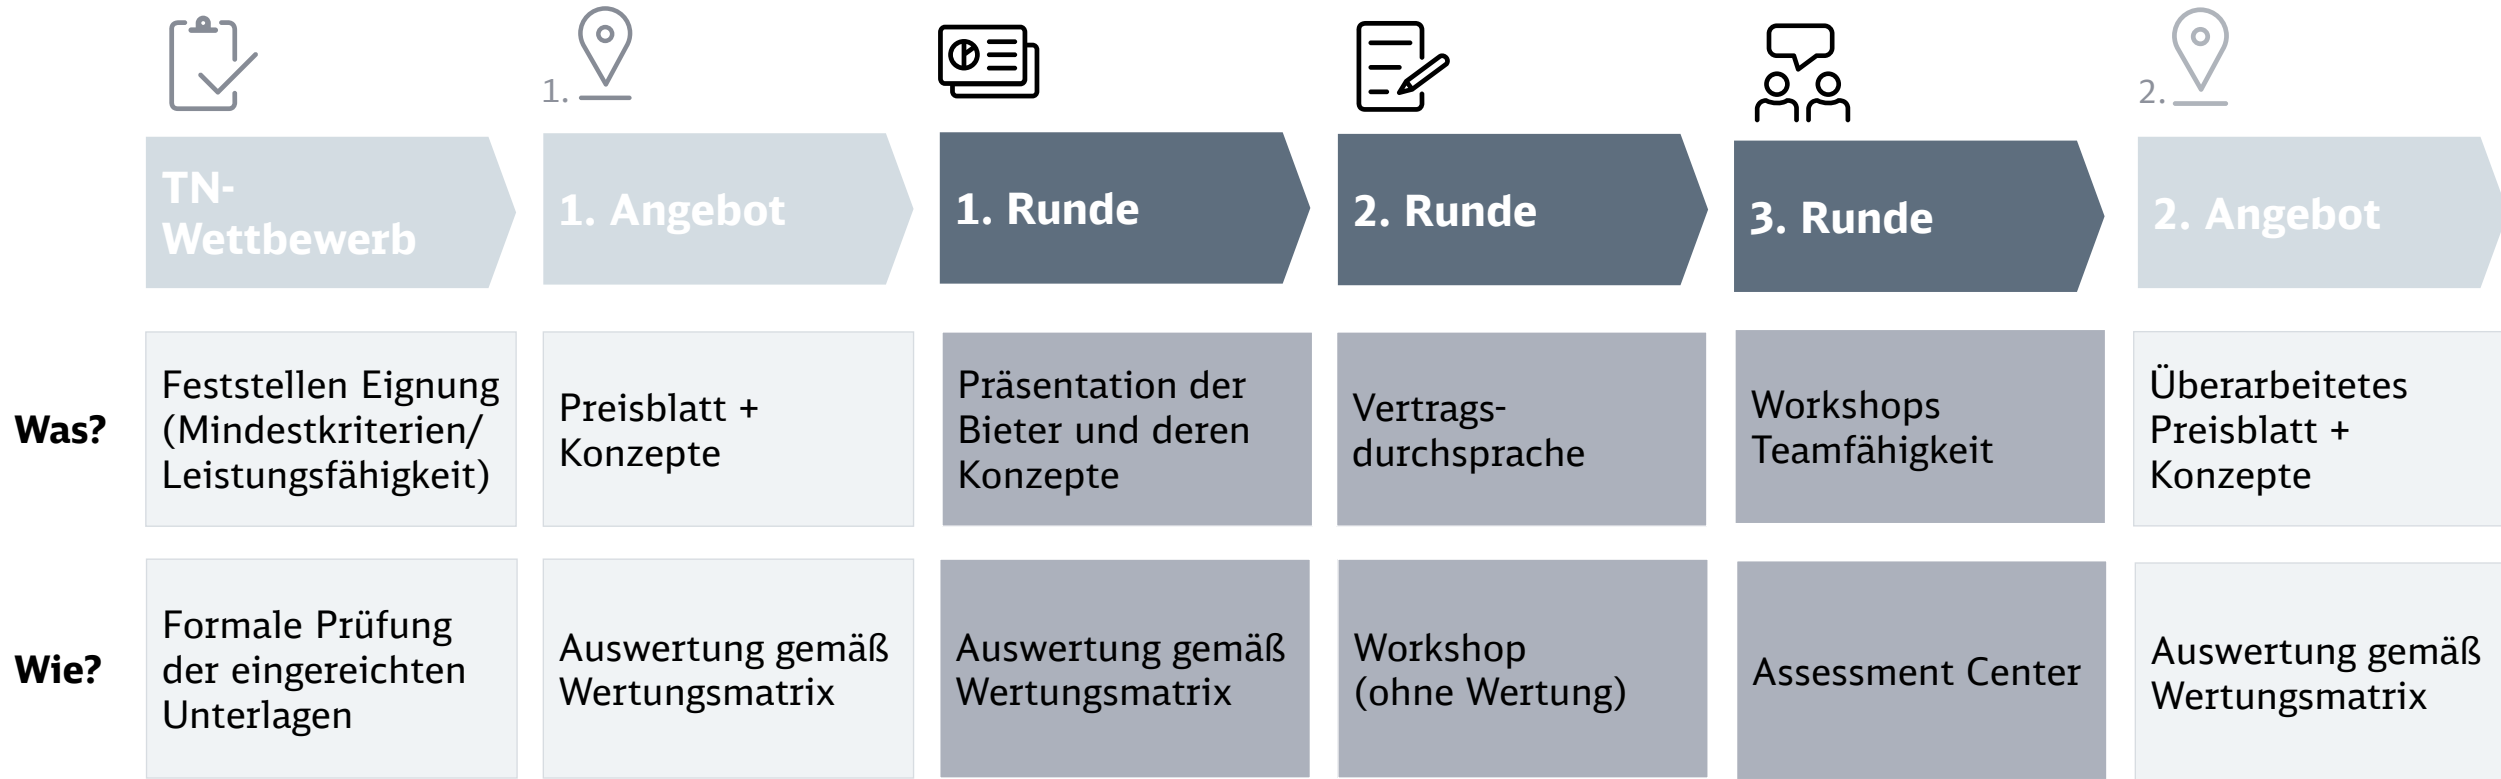 1.
2.
TN-
Wettbewerb
1. Angebot
1. Runde
2. Runde
3. Runde
2. Angebot
Was?
Feststellen Eignung
(Mindestkriterien/
Leistungsfähigkeit)
Preisblatt +
Konzepte
Präsentation der
Bieter und deren
Konzepte
Vertrags-
durchsprache
Workshops
Teamfähigkeit
Überarbeitetes
Preisblatt +
Konzepte
Wie?
Formale Prüfung
der eingereichten
Unterlagen
Auswertung gemäß
Wertungsmatrix
Auswertung gemäß
Wertungsmatrix
Workshop
(ohne Wertung)
Assessment Center
Auswertung gemäß
Wertungsmatrix